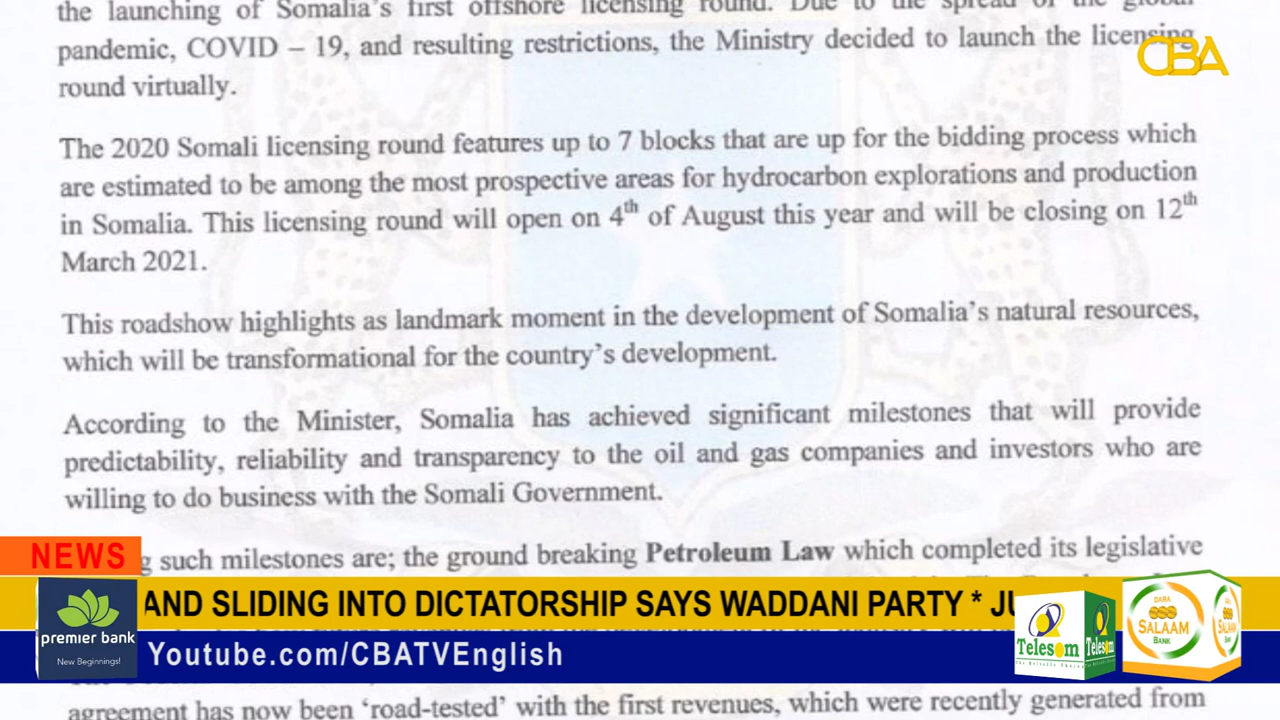 the launching of Somalia's first offshore licensing round. Due to the spread of the global
pandemic, COVID – 19, and resulting restrictions, the Ministry decided to launch the licensing
round virtually.
CBA
The 2020 Somali licensing round features up to 7 blocks that are up for the bidding process which
are estimated to be among the most prospective areas for hydrocarbon explorations and production
in Somalia. This licensing round will open on 4th of August this year and will be closing on 12th
March 2021.
This roadshow highlights as landmark moment in the development of Somalia's natural resources,
which will be transformational for the country's development.
According to the Minister, Somalia has achieved significant milestones that will provide
predictability, reliability and transparency to the oil and gas companies and investors who are
willing to do business with the Somali Government.
such milestones are; the ground breaking Petroleum Law which completed its legislative
NEWS
AND SLIDING INTO DICTATORSHIP SAYS WADDANI PARTY * JU
premier bank
New Beginnings!
Youtube.com/CBATVEnglish
Telesom
Telesom
DARA
SALAAM
BANK
agreement has now been 'road-tested' with the first revenues, which were recently generated from